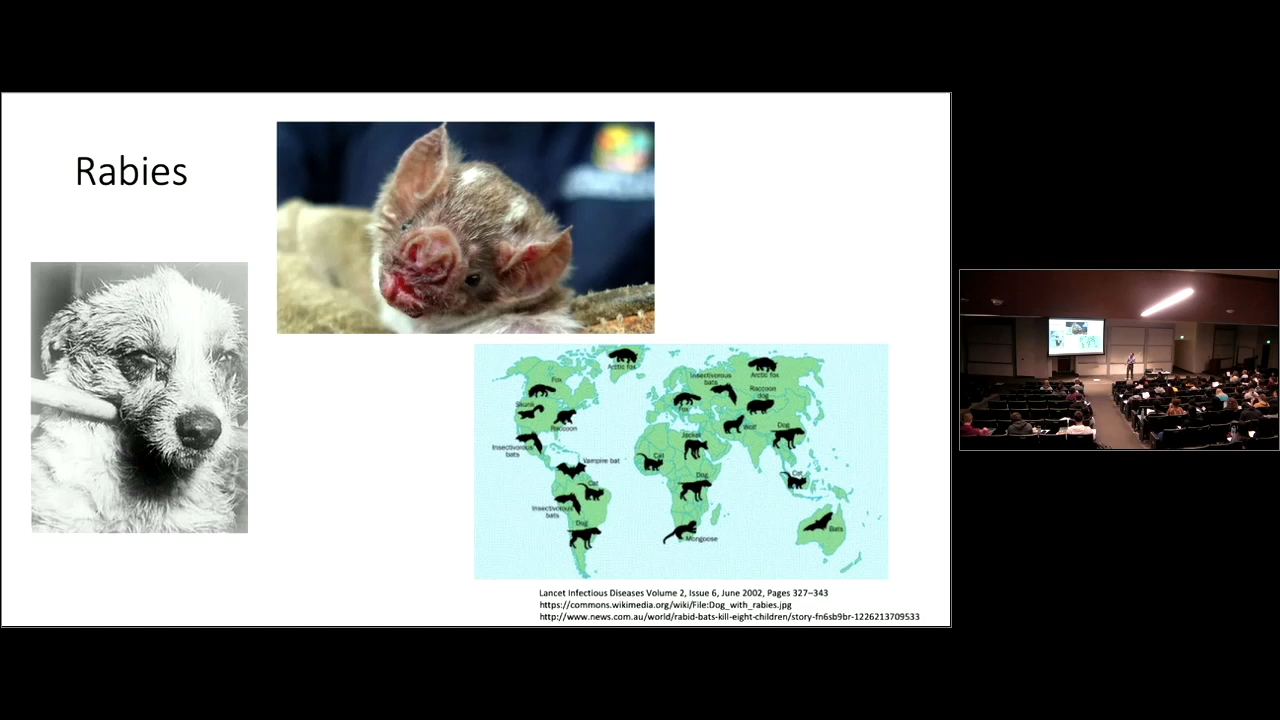 Rabies
Arctic fox
Arctic fox
Insectivorous
bats
Fox
Raccoon
dog
Skunk
Fox
Raccoon
Wolf
Dog
Jackal
Insectivorous
bats
Cat
Vampire bat
Cat
Dog
Cat
Insectivorous
bats
Dog
Bats
Mongoose
Lancet Infectious Diseases Volume 2, Issue 6, June 2002, Pages 327–343
https://commons.wikimedia.org/wiki/File:Dog_with_rabies.jpg
http://www.news.com.au/world/rabid-bats-kill-eight-children/story-fn6sb9br-1226213709533